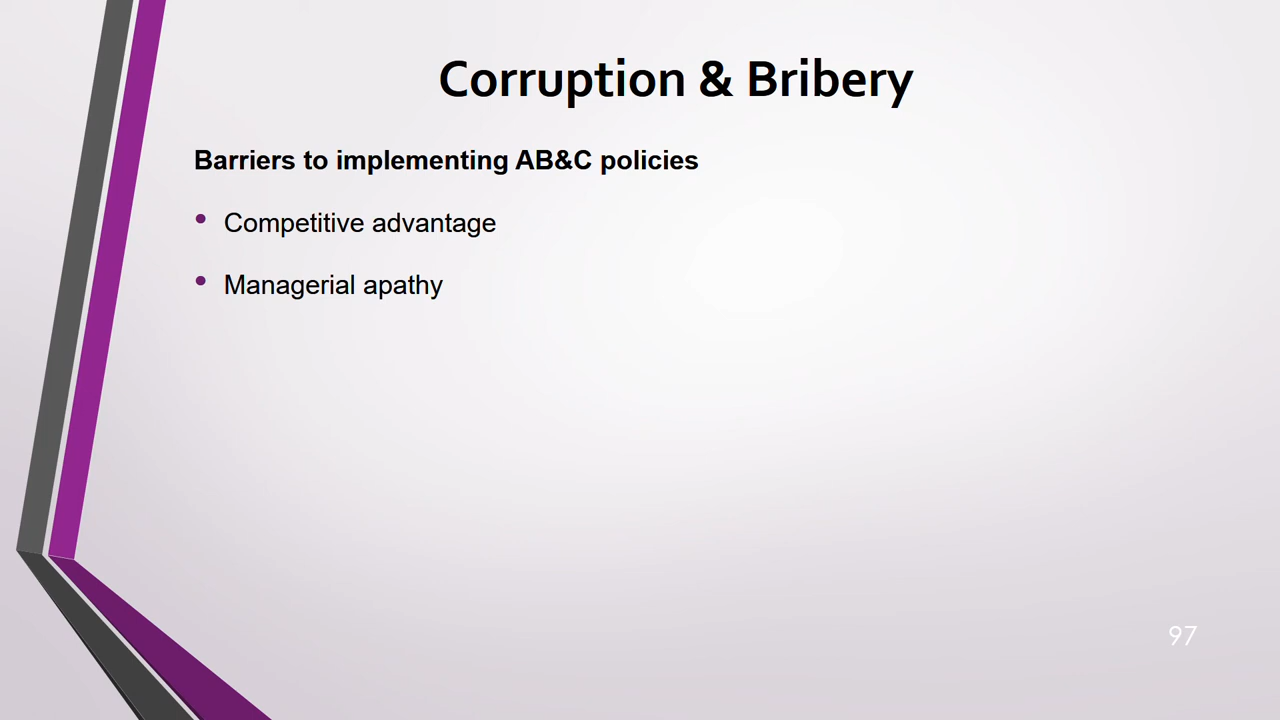 Corruption & Bribery
Barriers to implementing AB&C policies
• Competitive advantage
• Managerial apathy
97